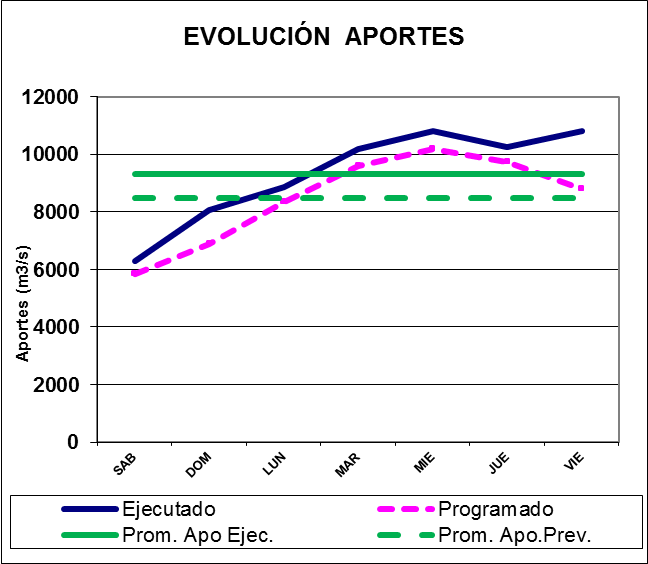 EVOLUCIÓN APORTES
Aportes (m3/s)
12000
10000
8000
6000
4000
2000
0
SAB DOM LUN MAR MIE JUE VIE
Ejecutado Programado
Prom. Apo Ejec. Prom. Apo.Prev.